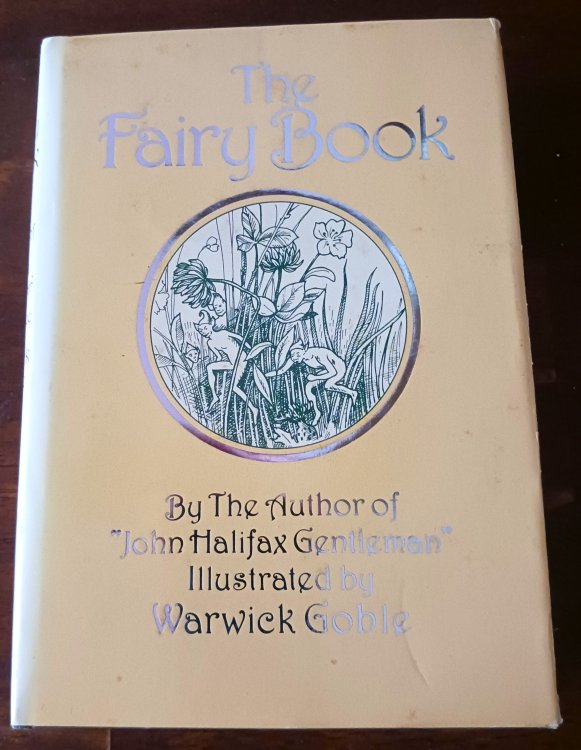 The
Fairy Book
By The Author of
"John Halifax Gentleman"
Illustrated by
Warwick Goble